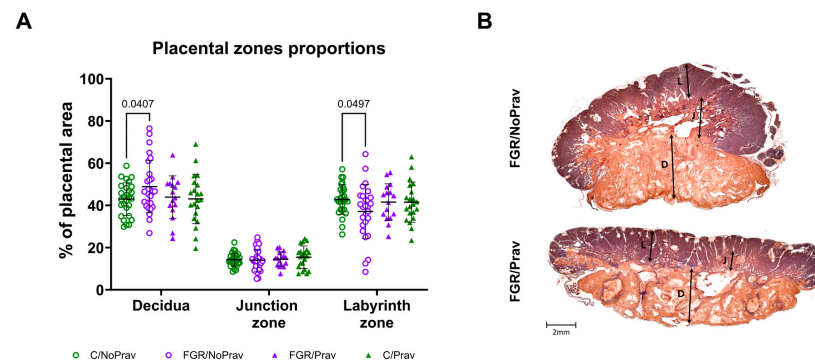 A
Placental zones proportions
% of placental area
100
80
60
40
20
0
0.0407
0.0497
Decidua
Junction
zone
Labyrinth
zone
C/NoPrav
FGR/NoPrav
FGR/Prav
C/Prav
B
FGR/NoPrav
L
J
D
FGR/Prav
L
J
D
2mm